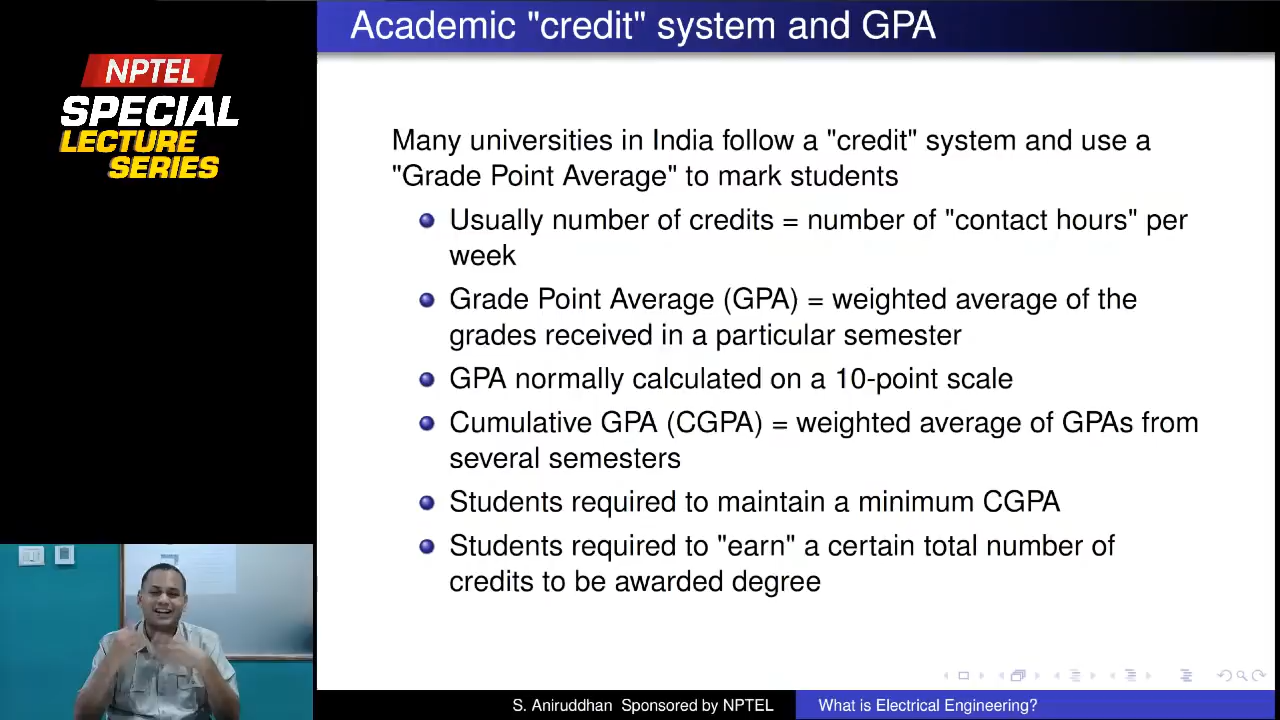 Academic "credit" system and GPA
NPTEL
SPECIAL
LECTURE
SERIES
Many universities in India follow a "credit" system and use a
"Grade Point Average" to mark students
Usually number of credits = number of "contact hours" per
week
Grade Point Average (GPA) = weighted average of the
grades received in a particular semester
GPA normally calculated on a 10-point scale
Cumulative GPA (CGPA) = weighted average of GPAs from
several semesters
Students required to maintain a minimum CGPA
Students required to "earn" a certain total number of
credits to be awarded degree
S. Aniruddhan Sponsored by NPTEL
What is Electrical Engineering?